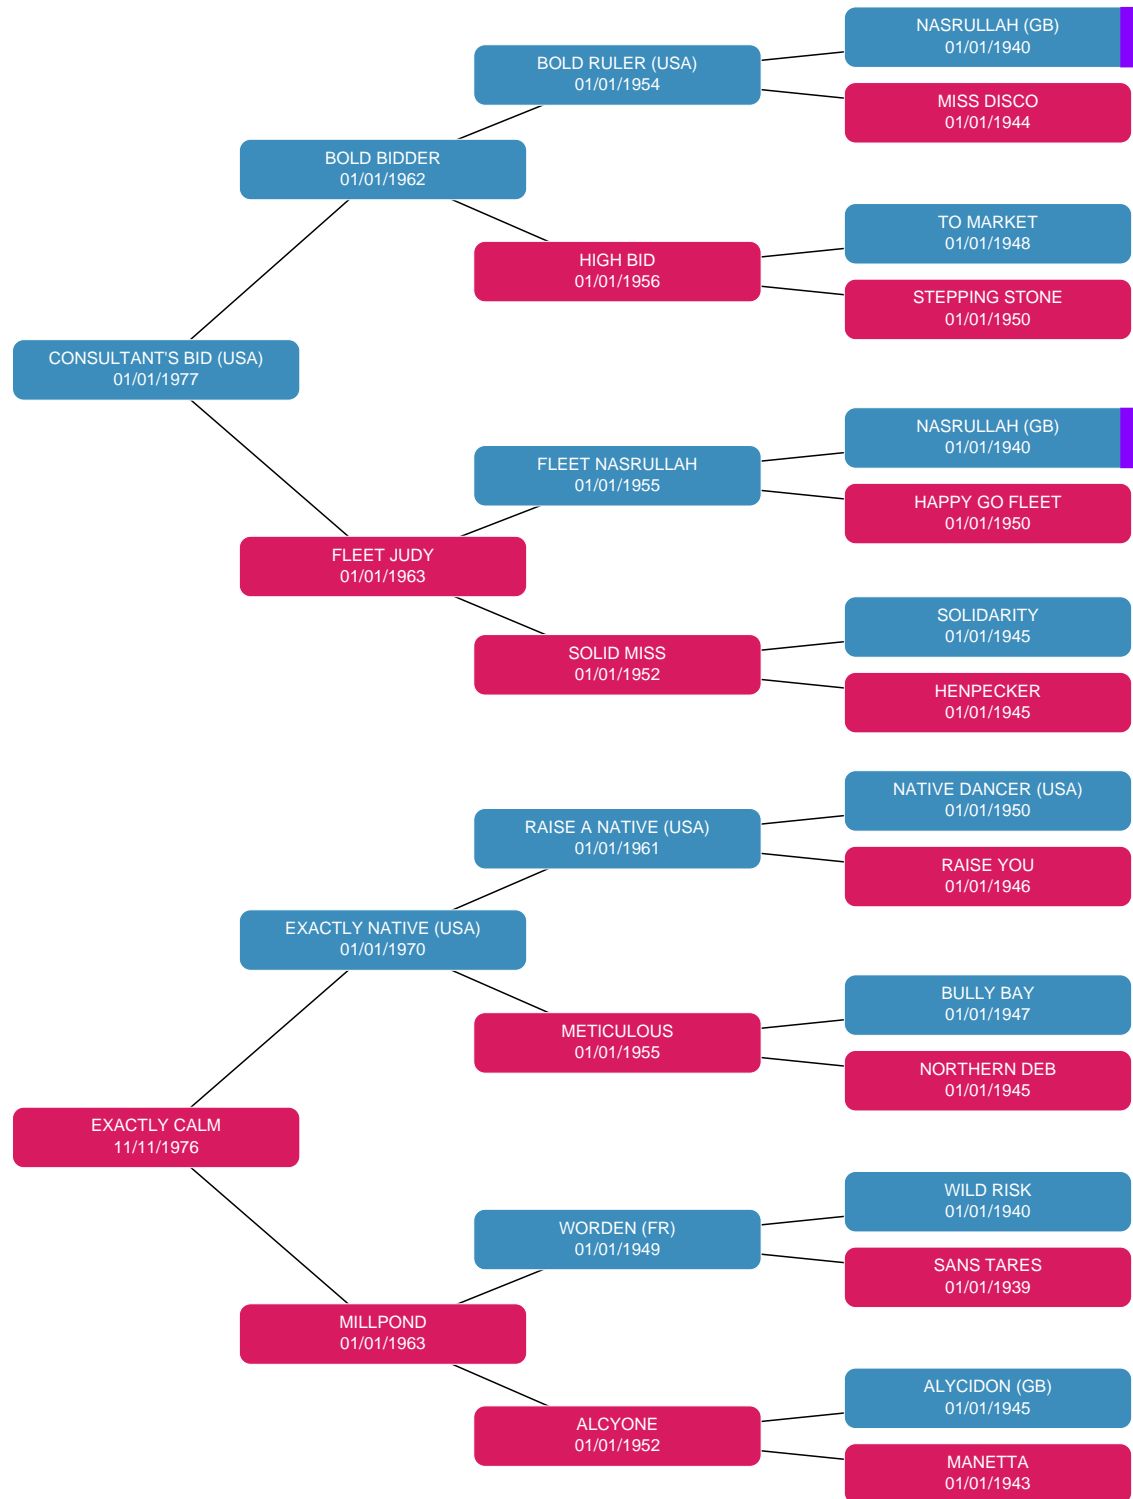 NASRULLAH (GB)
01/01/1940
BOLD RULER (USA)
01/01/1954
MISS DISCO
01/01/1944
BOLD BIDDER
01/01/1962
TO MARKET
01/01/1948
HIGH BID
01/01/1956
STEPPING STONE
01/01/1950
CONSULTANT'S BID (USA)
01/01/1977
NASRULLAH (GB)
01/01/1940
FLEET NASRULLAH
01/01/1955
HAPPY GO FLEET
01/01/1950
FLEET JUDY
01/01/1963
SOLIDARITY
01/01/1945
SOLID MISS
01/01/1952
HENPECKER
01/01/1945
NATIVE DANCER (USA)
01/01/1950
RAISE A NATIVE (USA)
01/01/1961
RAISE YOU
01/01/1946
EXACTLY NATIVE (USA)
01/01/1970
BULLY BAY
01/01/1947
METICULOUS
01/01/1955
NORTHERN DEB
01/01/1945
EXACTLY CALM
11/11/1976
WILD RISK
01/01/1940
WORDEN (FR)
01/01/1949
SANS TARES
01/01/1939
MILLPOND
01/01/1963
ALYCIDON (GB)
01/01/1945
ALCYONE
01/01/1952
MANETTA
01/01/1943